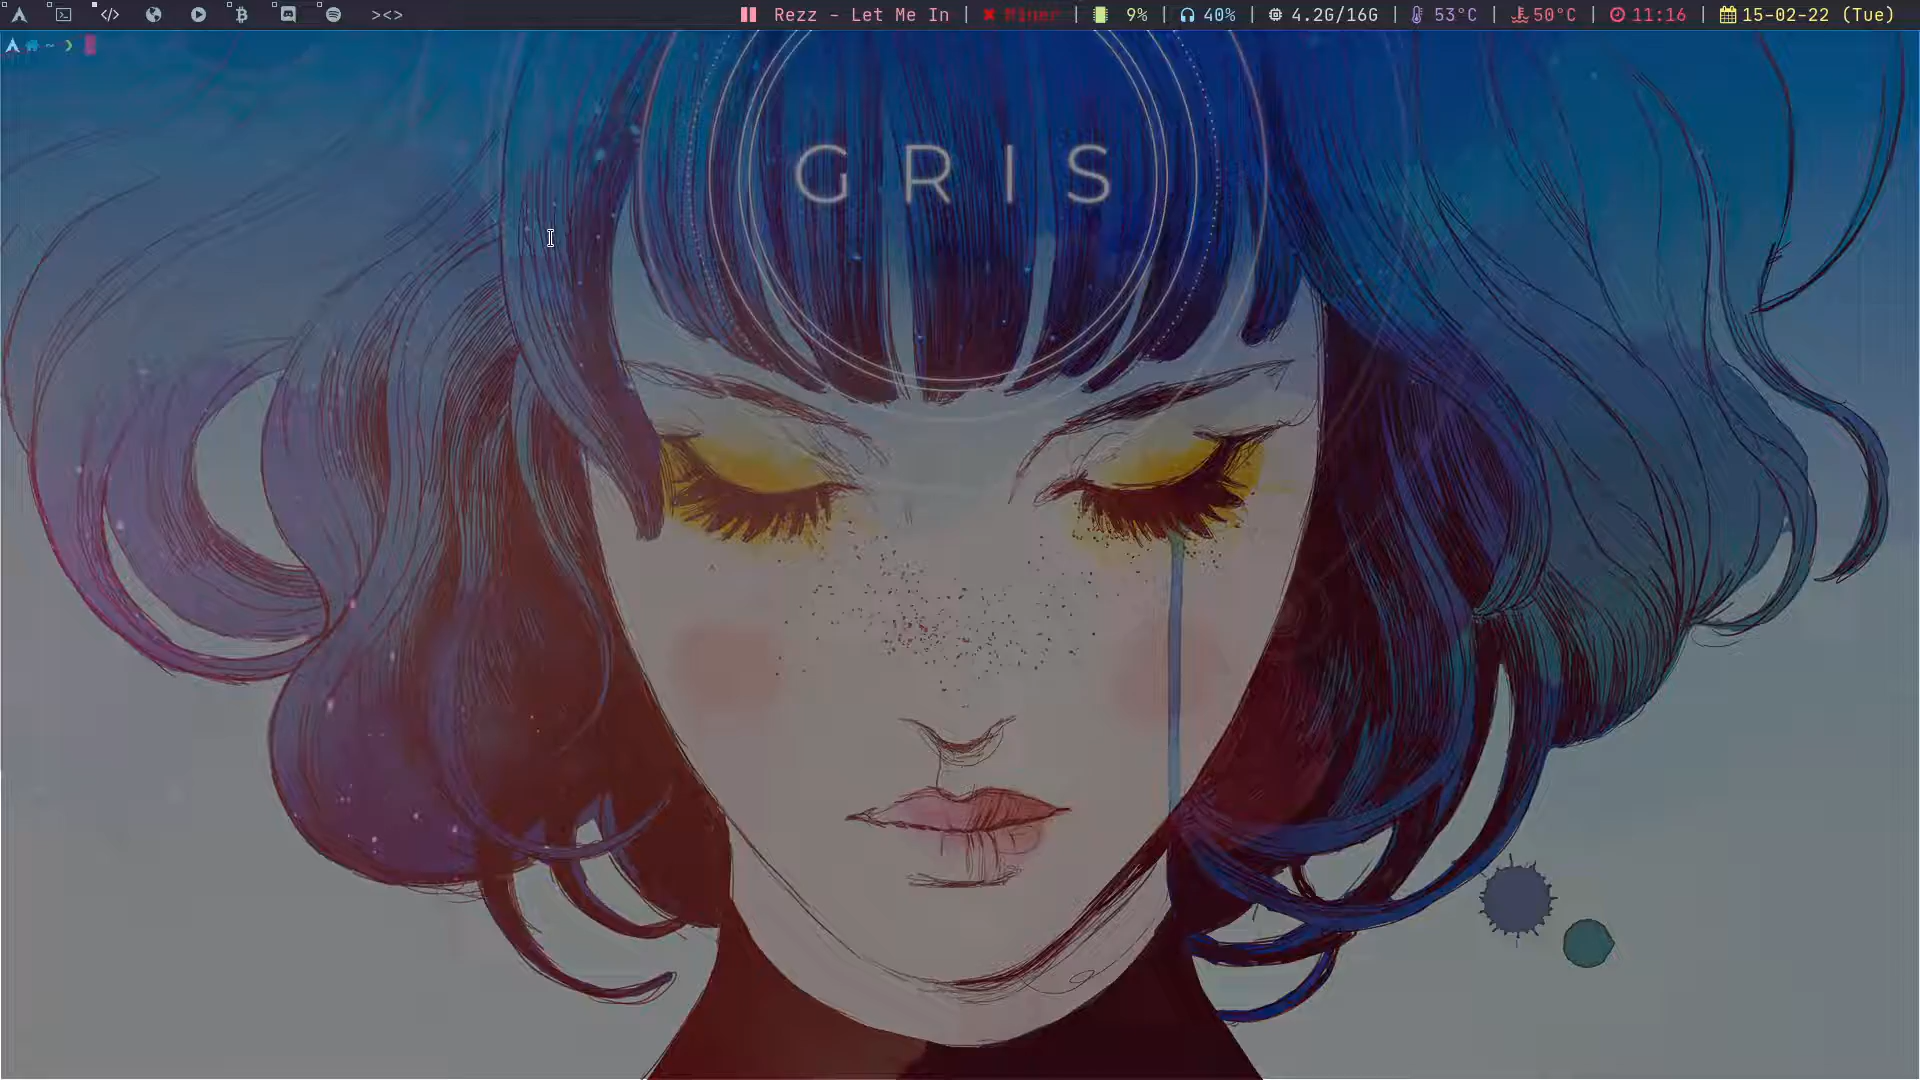 ><> Rezz - Let Me In | Miner | 9% | 40% | 4.2G/16G | 53°C | 50°C | 11:16 | 15-02-22 (Tue)
~ ❯
GRIS